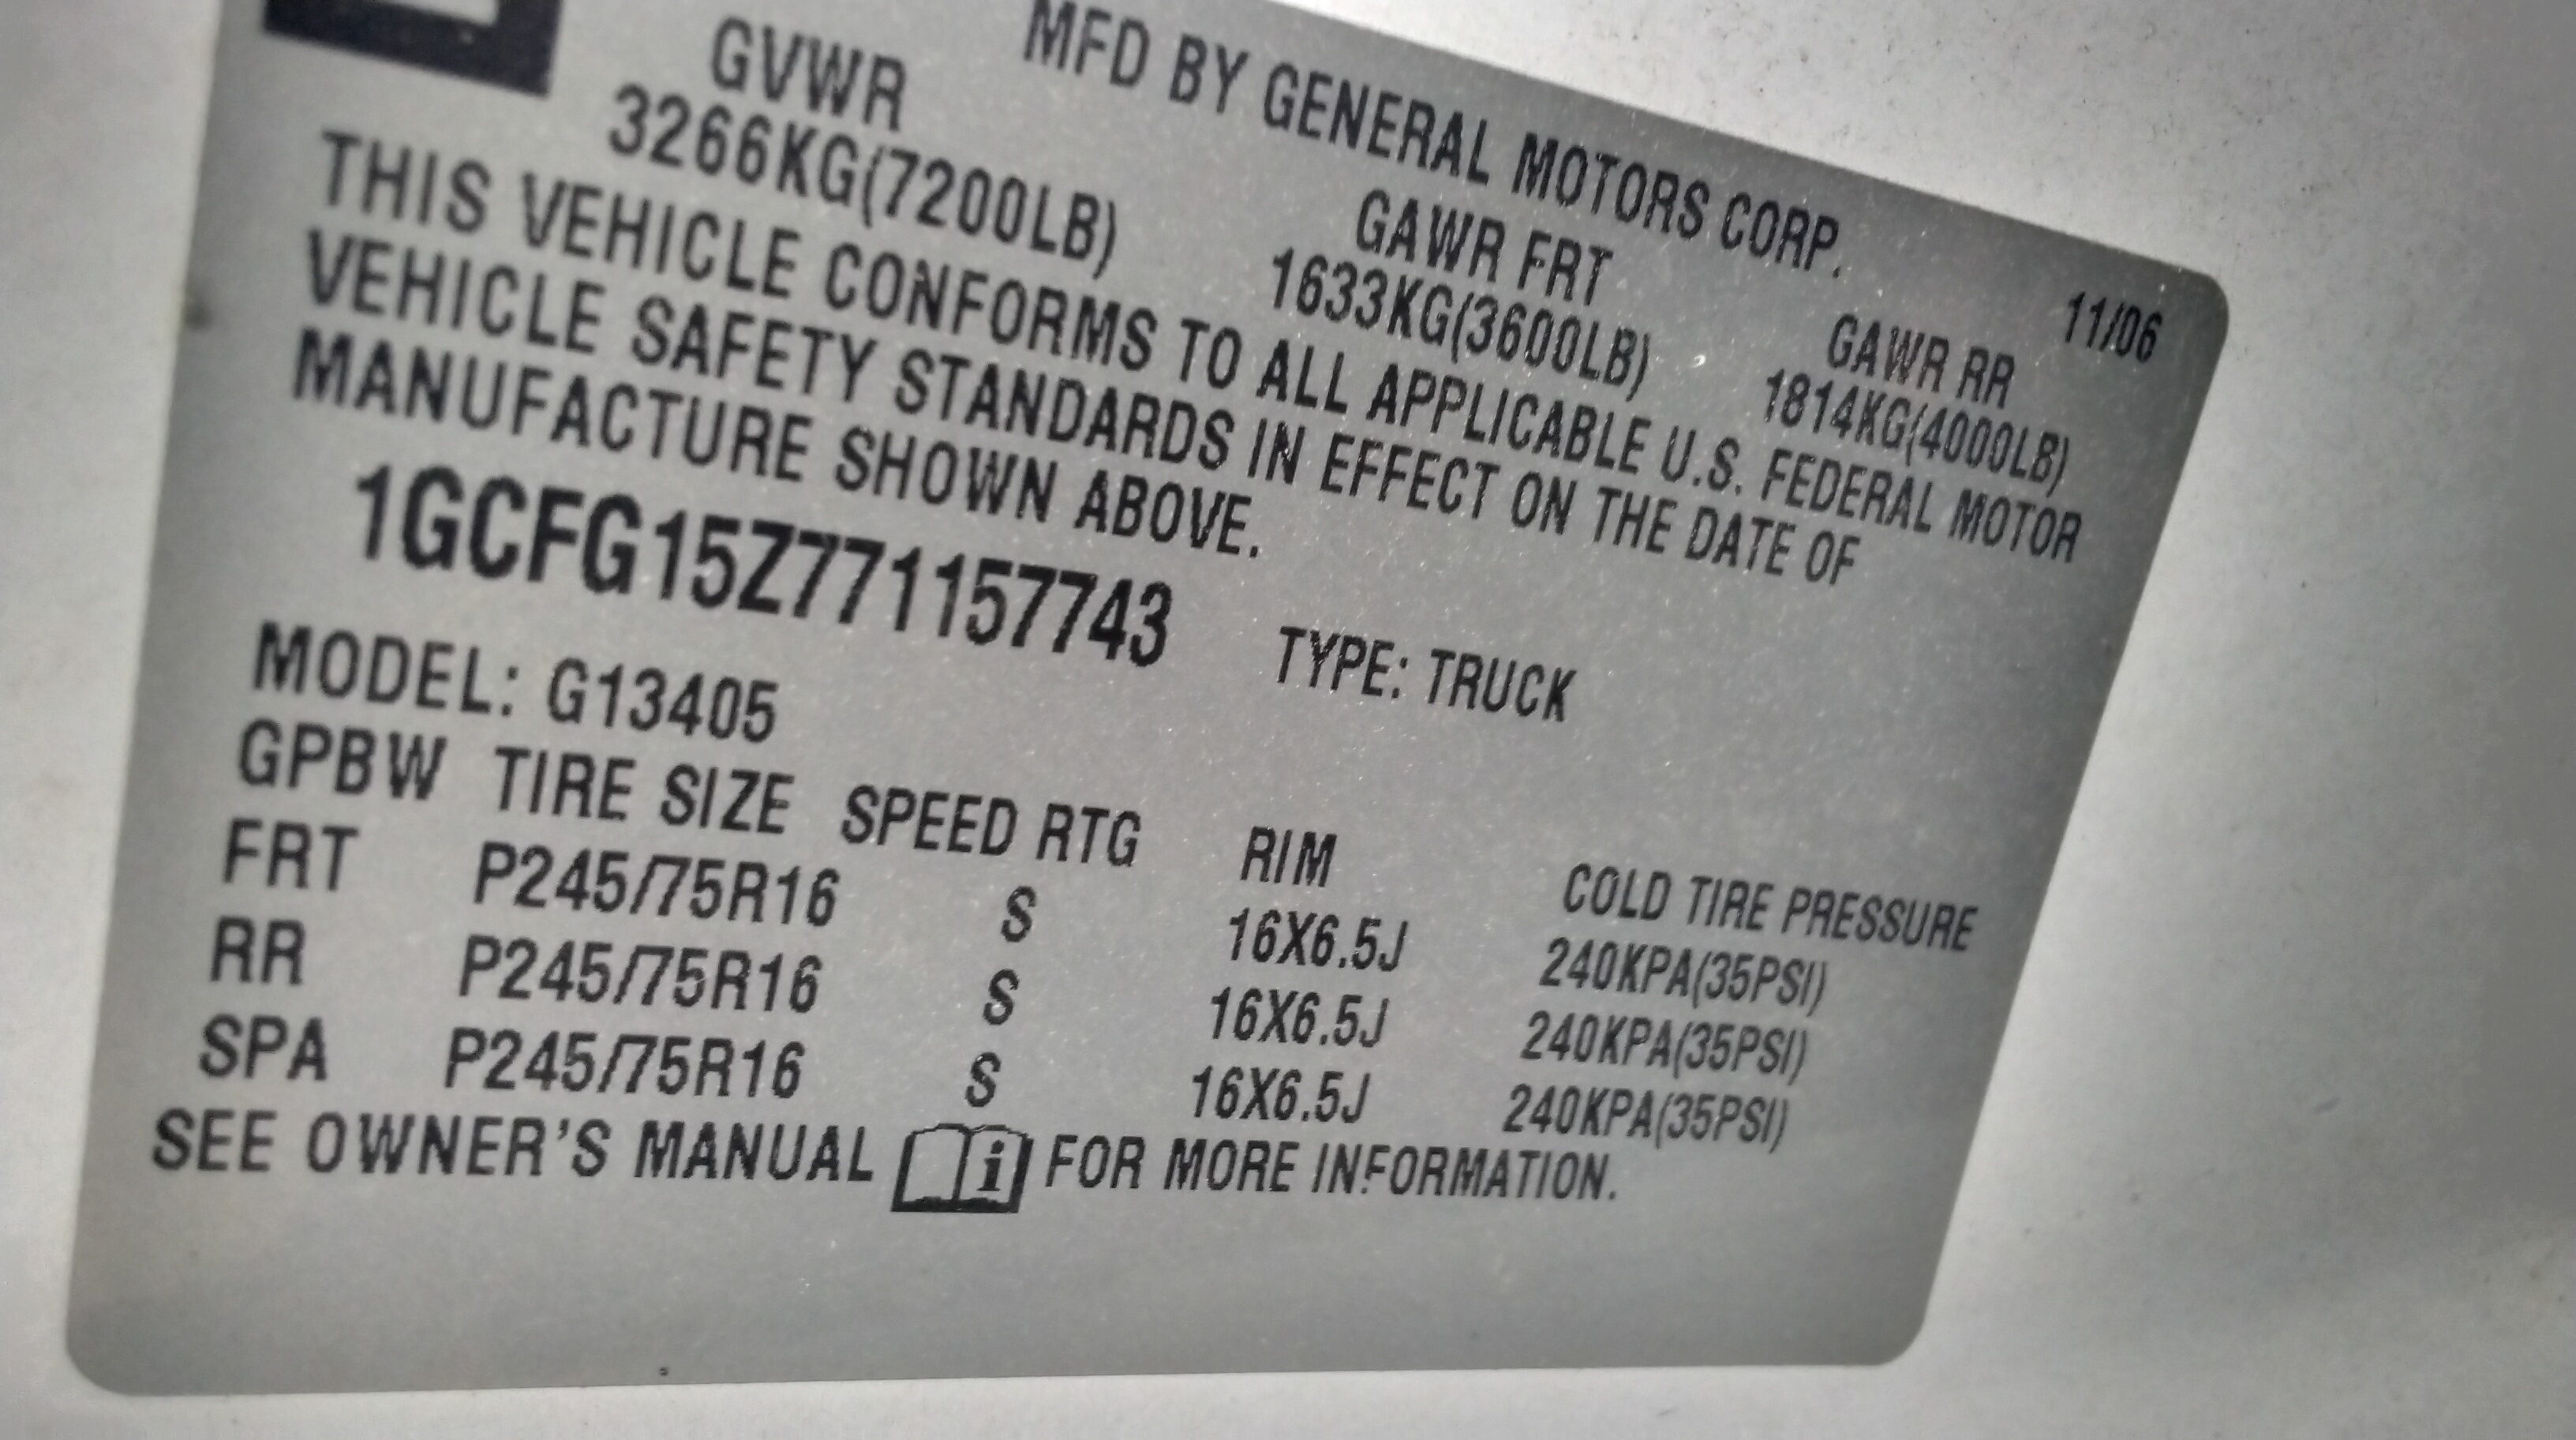 MFD BY GENERAL MOTORS CORP. 11/06
GVWR GAWR FRT GAWR RR
3266KG(7200LB) 1633KG(3600LB) 1814KG(4000LB)
THIS VEHICLE CONFORMS TO ALL APPLICABLE U.S. FEDERAL MOTOR
VEHICLE SAFETY STANDARDS IN EFFECT ON THE DATE OF
MANUFACTURE SHOWN ABOVE.
1GCFG15Z771157743 TYPE: TRUCK
MODEL: G13405
GPBW TIRE SIZE SPEED RTG RIM COLD TIRE PRESSURE
FRT P245/75R16 S 16X6.5J 240KPA(35PSI)
RR P245/75R16 S 16X6.5J 240KPA(35PSI)
SPA P245/75R16 S 16X6.5J 240KPA(35PSI)
SEE OWNER'S MANUAL i FOR MORE INFORMATION.